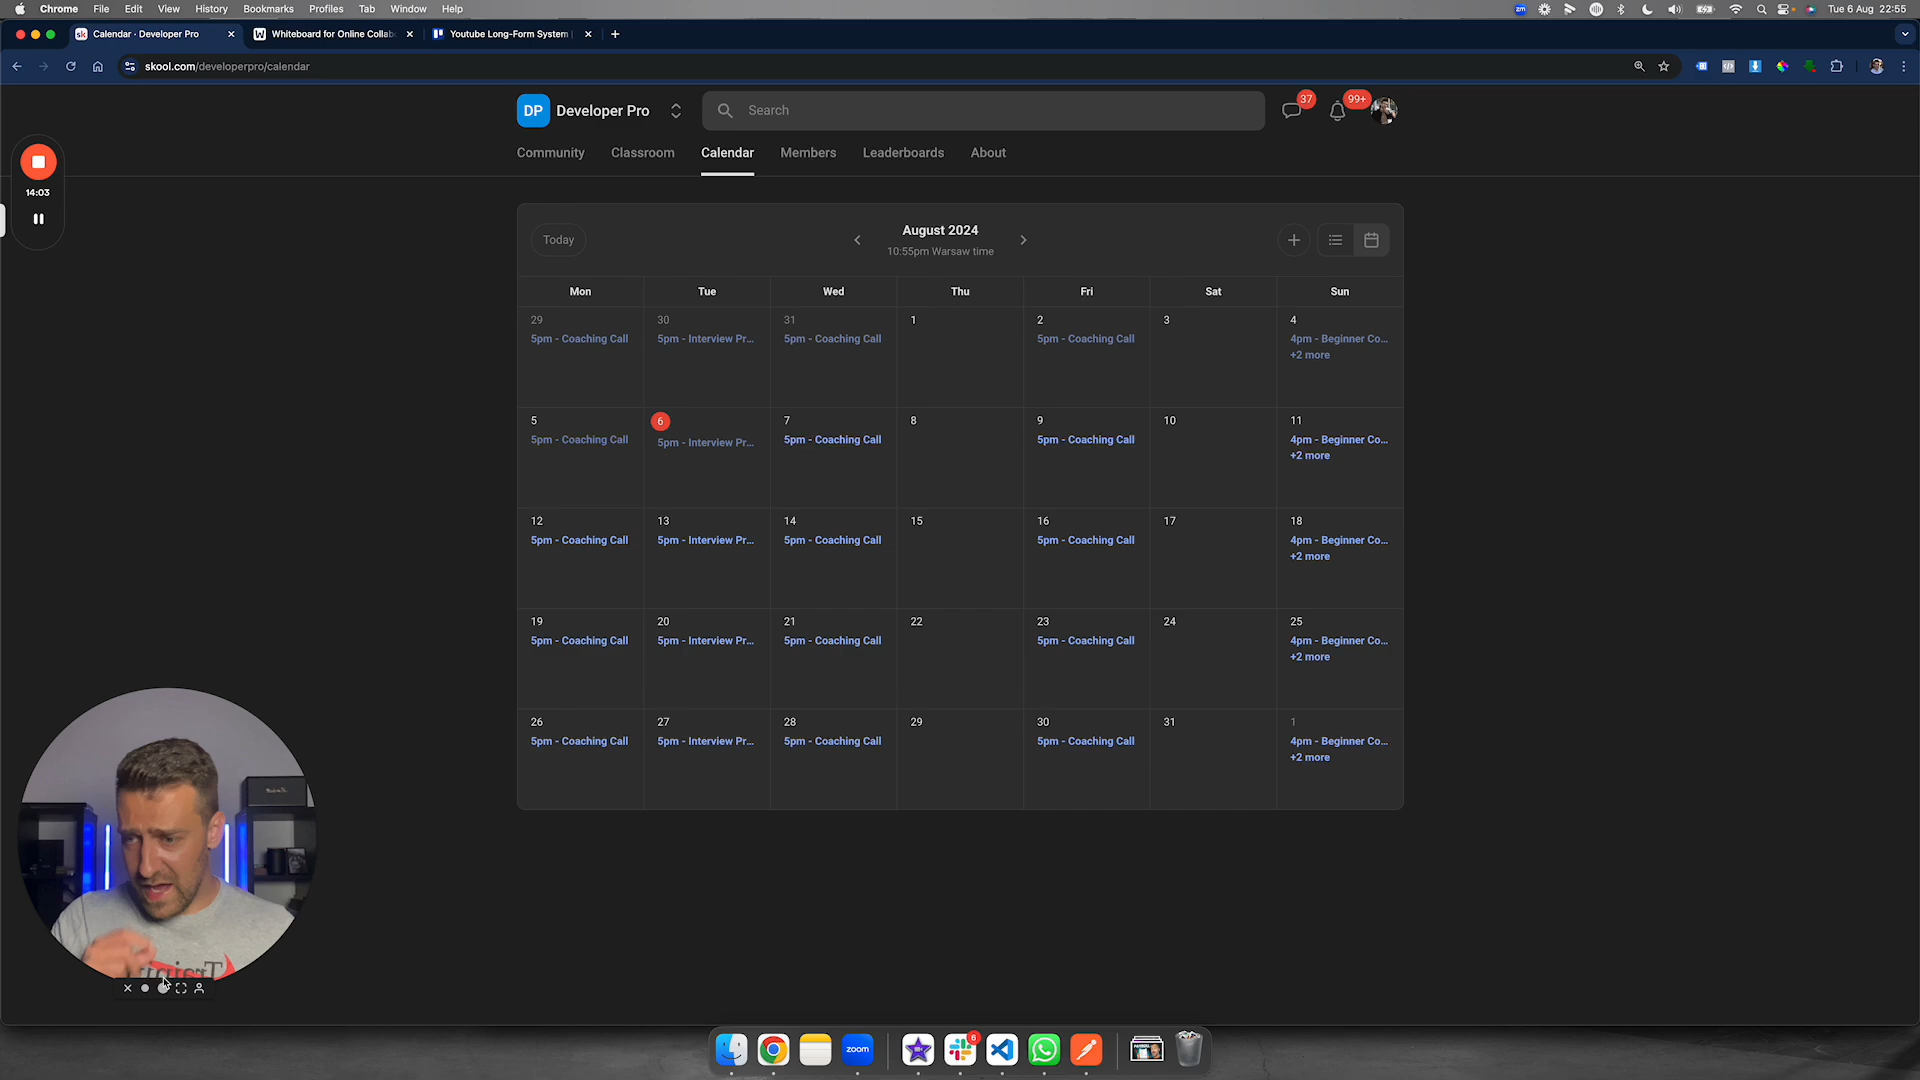 Chrome File Edit View History Bookmarks Profiles Tab Window Help
zm
Tue 6 Aug 22:55
sk Calendar · Developer Pro
W Whiteboard for Online Collab
Youtube Long-Form System
skool.com/developerpro/calendar
DP Developer Pro
Search
37
99+
Community Classroom Calendar Members Leaderboards About
14:03
Today
August 2024
10:55pm Warsaw time
Mon Tue Wed Thu Fri Sat Sun
29 30 31 1 2 3 4
5pm - Coaching Call 5pm - Interview Pr... 5pm - Coaching Call 5pm - Coaching Call 4pm - Beginner Co...
+2 more
5 6 7 8 9 10 11
5pm - Coaching Call 5pm - Interview Pr... 5pm - Coaching Call 5pm - Coaching Call 4pm - Beginner Co...
+2 more
12 13 14 15 16 17 18
5pm - Coaching Call 5pm - Interview Pr... 5pm - Coaching Call 5pm - Coaching Call 4pm - Beginner Co...
+2 more
19 20 21 22 23 24 25
5pm - Coaching Call 5pm - Interview Pr... 5pm - Coaching Call 5pm - Coaching Call 4pm - Beginner Co...
+2 more
26 27 28 29 30 31 1
5pm - Coaching Call 5pm - Interview Pr... 5pm - Coaching Call 5pm - Coaching Call 4pm - Beginner Co...
+2 more
zoom
6